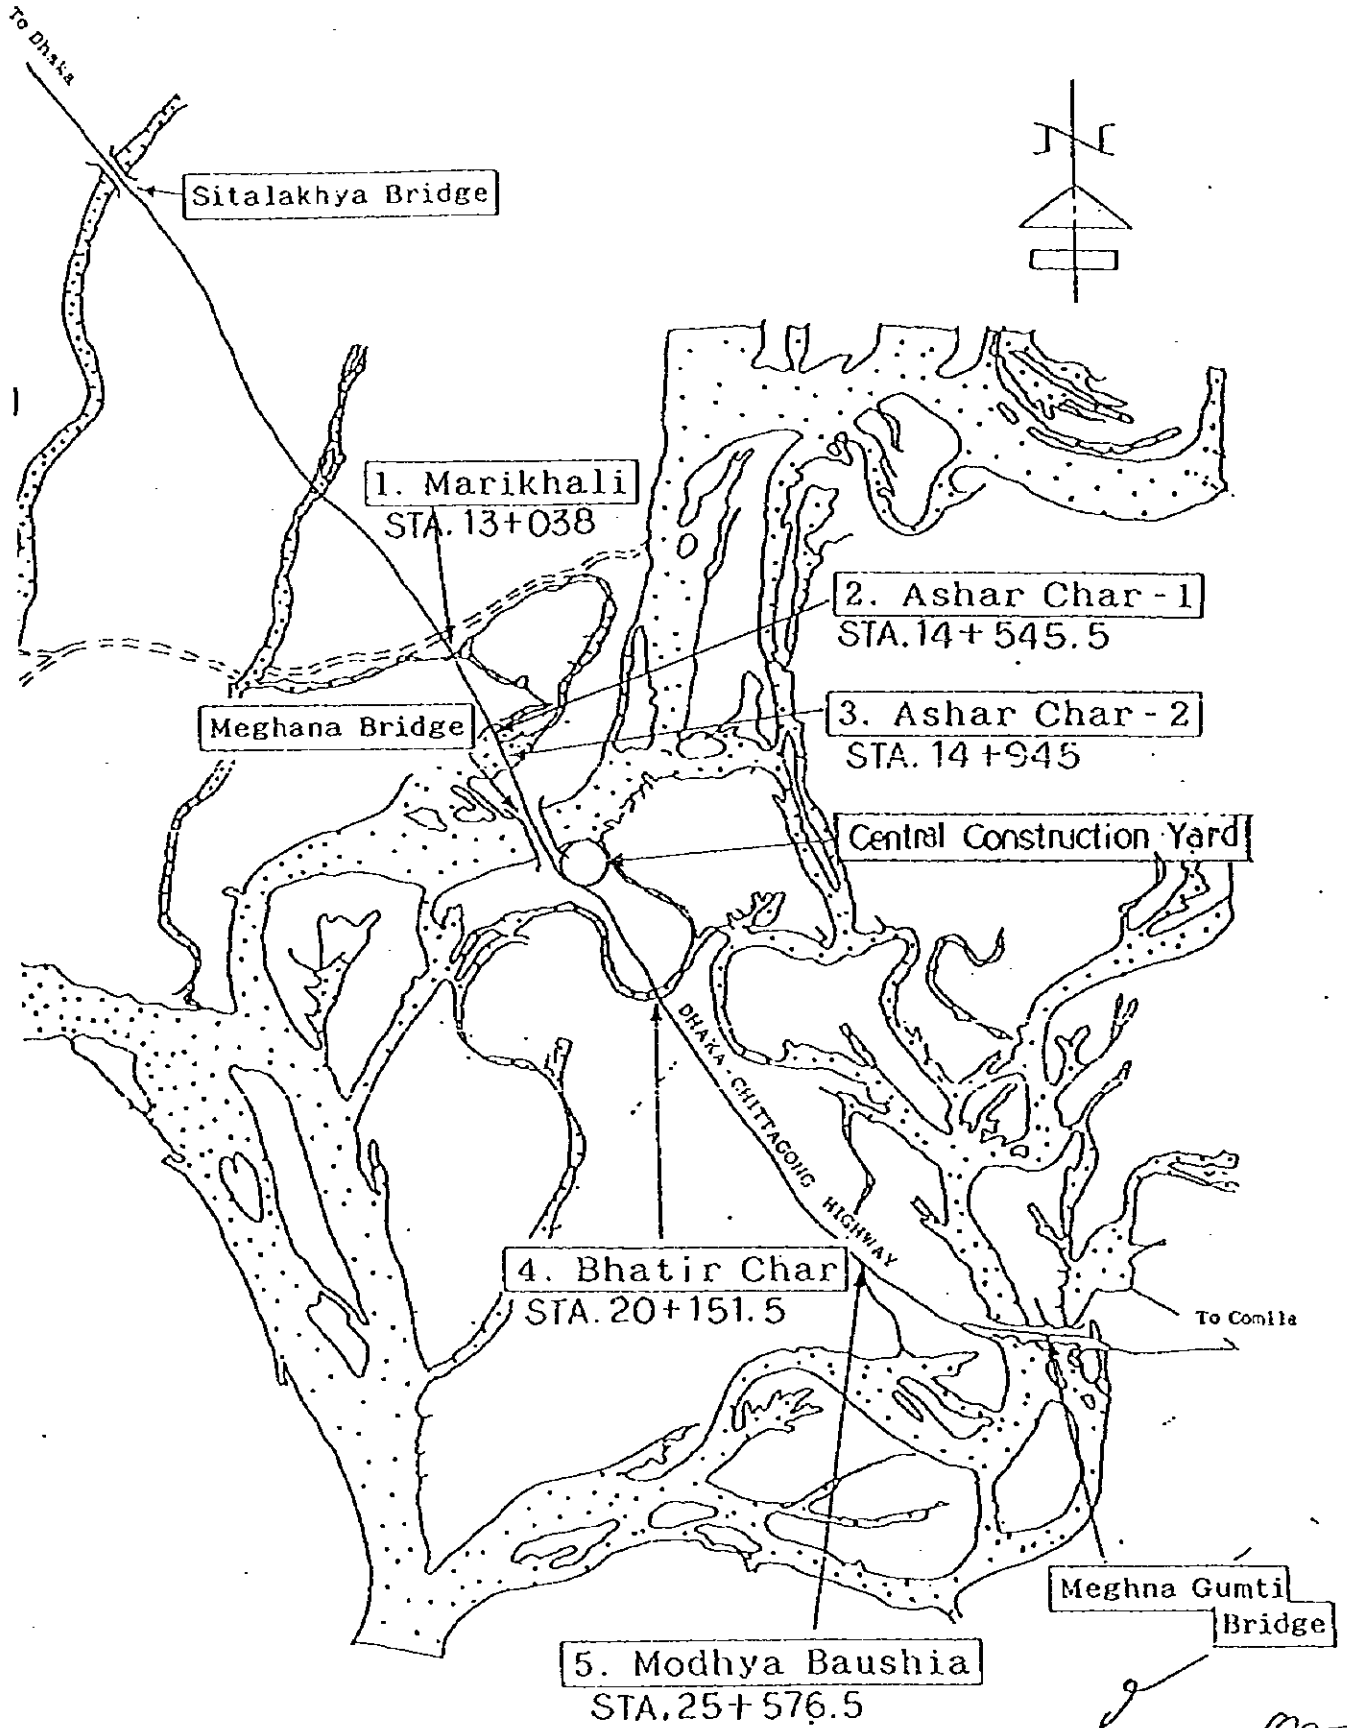 To Dhaka
N
Sitalakhya Bridge
1. Marikhali
STA. 13+038
2. Ashar Char - 1
STA. 14+545.5
Meghana Bridge
3. Ashar Char - 2
STA. 14+945
Central Construction Yard
DHAKA-CHITTAGONG HIGHWAY
4. Bhatir Char
STA. 20+151.5
To Comila
Meghna Gumti
Bridge
5. Modhya Baushia
STA. 25+576.5